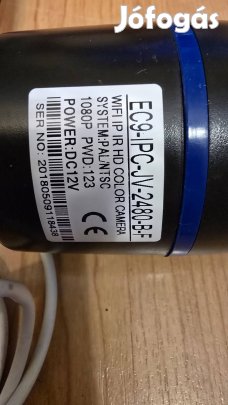 Jófogás
EC9-IPC-JV-2480-B-F
WIFI IP IR HD COLOR CAMERA
SYSTEM:PAL/NTSC
1080P PWD:123
POWER:DC12V
SER NO: 20180509118438
CE